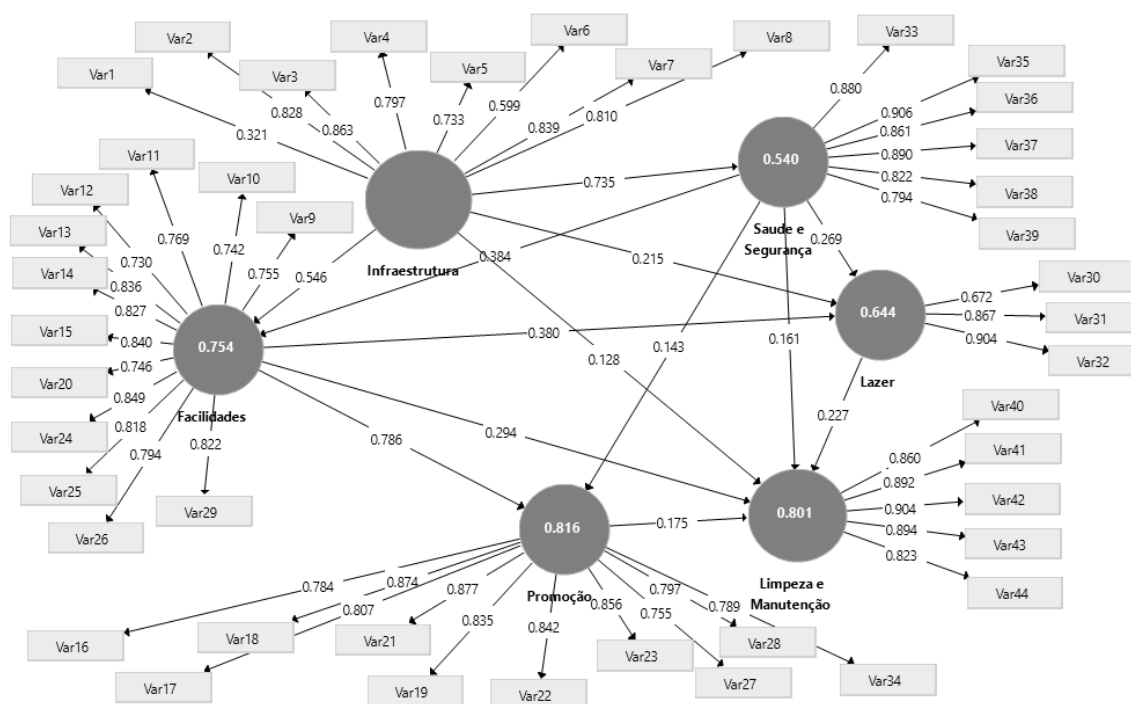 Var2
Var4
Var6
Var8
Var33
Var1
Var3
Var5
Var7
Var35
Var36
Var37
Var38
Var39
0.321
0.828
0.863
0.797
0.733
0.599
0.839
0.810
0.880
0.906
0.861
0.890
0.822
0.794
0.540
Saude e
Segurança
Infraestrutura
0.735
0.384
0.215
0.269
0.546
0.128
0.143
0.161
Var11
Var10
Var12
Var9
Var13
Var14
Var15
Var20
Var24
Var25
Var26
Var29
0.769
0.742
0.730
0.755
0.836
0.827
0.840
0.746
0.849
0.818
0.794
0.822
0.754
Facilidades
0.380
0.786
0.294
0.644
Lazer
0.672
0.867
0.904
Var30
Var31
Var32
0.227
0.816
Promoção
0.175
0.801
Limpeza e
Manutenção
0.860
0.892
0.904
0.894
0.823
Var40
Var41
Var42
Var43
Var44
0.784
0.874
0.807
0.877
0.835
0.842
0.856
0.755
0.797
0.789
Var16
Var18
Var21
Var23
Var28
Var17
Var19
Var22
Var27
Var34